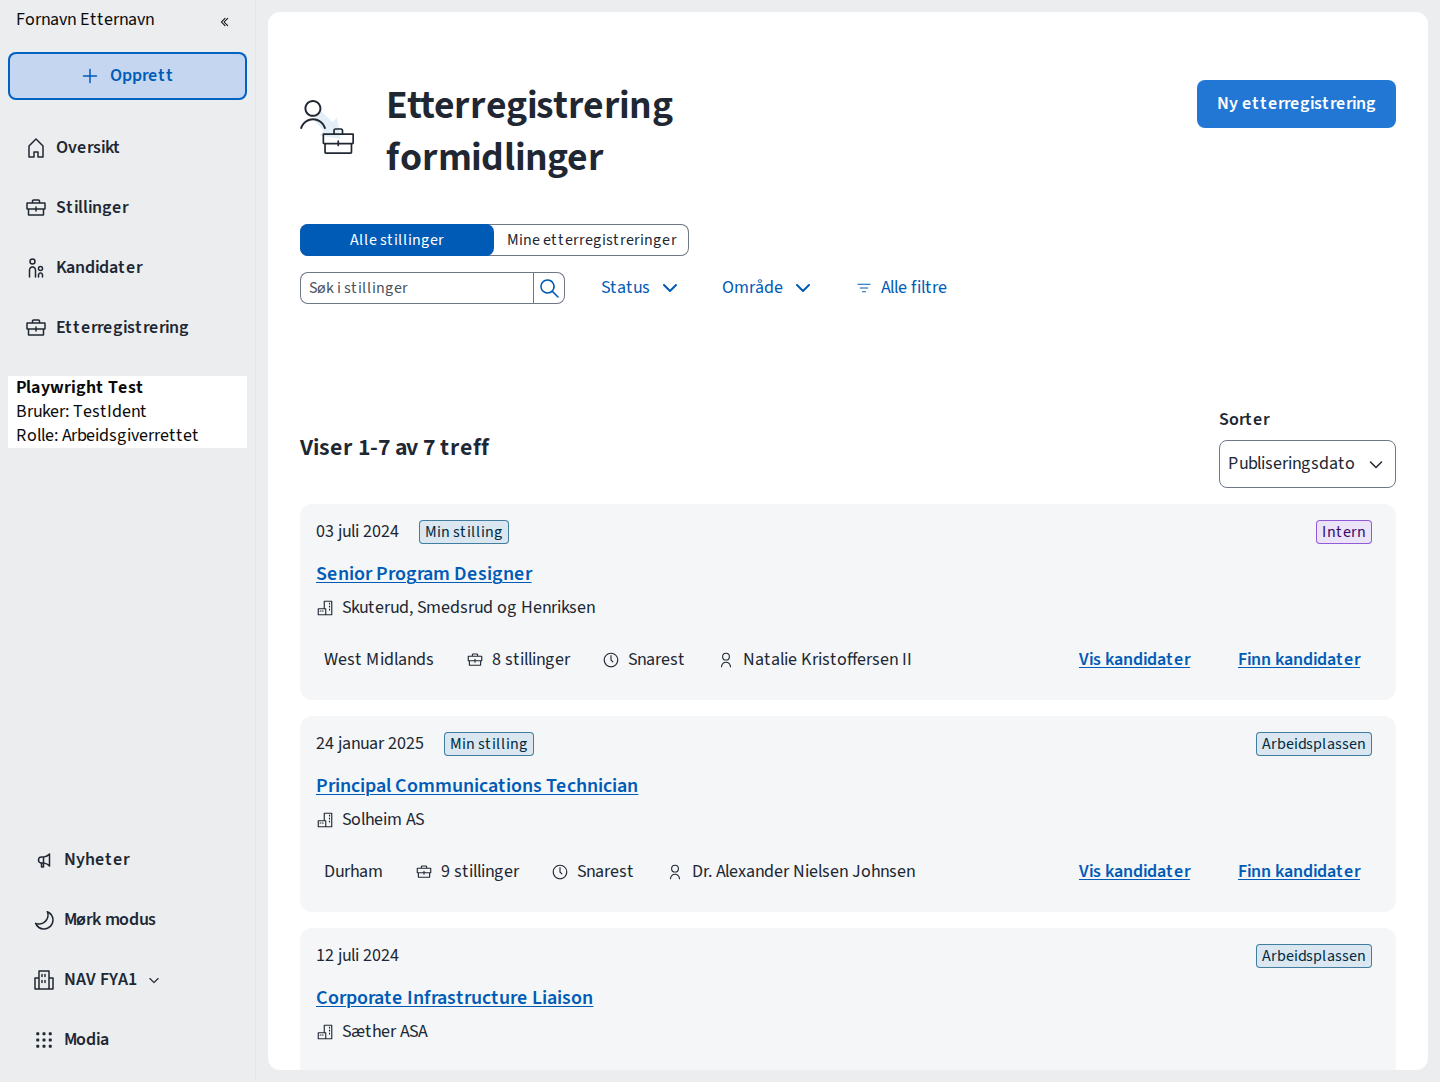 Fornavn Etternavn
Opprett
Oversikt
Stillinger
Kandidater
Etterregistrering
Playwright Test
Bruker: TestIdent
Rolle: Arbeidsgiverrettet
Nyheter
Mørk modus
NAV FYA1
Modia
Etterregistrering
formidlinger
Ny etterregistrering
Alle stillinger
Mine etterregistreringer
Søk i stillinger
Status
Område
Alle filtre
Viser 1-7 av 7 treff
Sorter
Publiseringsdato
03 juli 2024 Min stilling Intern
Senior Program Designer
Skuterud, Smedsrud og Henriksen
West Midlands 8 stillinger Snarest Natalie Kristoffersen II Vis kandidater Finn kandidater
24 januar 2025 Min stilling Arbeidsplassen
Principal Communications Technician
Solheim AS
Durham 9 stillinger Snarest Dr. Alexander Nielsen Johnsen Vis kandidater Finn kandidater
12 juli 2024 Arbeidsplassen
Corporate Infrastructure Liaison
Sæther ASA